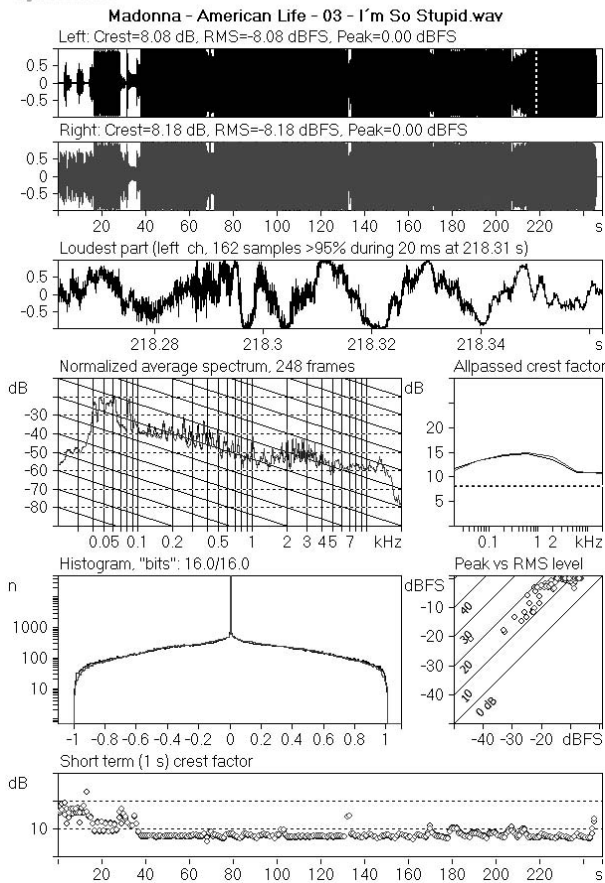 Madonna - American Life - 03 - I´m So Stupid.wav
Left: Crest=8.08 dB, RMS=-8.08 dBFS, Peak=0.00 dBFS
0.5
0
-0.5
Right: Crest=8.18 dB, RMS=-8.18 dBFS, Peak=0.00 dBFS
0.5
0
-0.5
20 40 60 80 100 120 140 160 180 200 220 s
Loudest part (left ch, 162 samples >95% during 20 ms at 218.31 s)
0.5
0
-0.5
218.28 218.3 218.32 218.34 s
Normalized average spectrum, 248 frames
dB
-30
-40
-50
-60
-70
-80
0.05 0.1 0.2 0.5 1 2 3 4 5 7 kHz
Allpassed crest factor
dB
20
15
10
5
0.1 1 2 kHz
Histogram, "bits": 16.0/16.0
n
1000
100
10
-1 -0.8 -0.6 -0.4 -0.2 0 0.2 0.4 0.6 0.8 1
Peak vs RMS level
dBFS
-10
-20
-30
-40
40
30
20
10
0 dB
-40 -20 dBFS
Short term (1 s) crest factor
dB
10
0 20 40 60 80 100 120 140 160 180 200 220 s